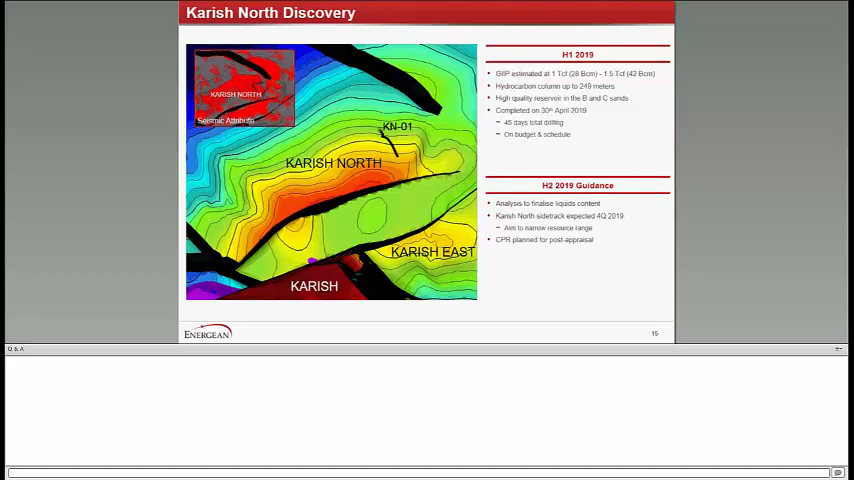 Karish North Discovery
KARISH NORTH
Seismic Attribute
KN-01
KARISH NORTH
KARISH EAST
KARISH
H1 2019
• GIIP estimated at 1 Tcf (28 Bcm) - 1.5 Tcf (42 Bcm)
• Hydrocarbon column up to 249 meters
• High quality reservoir in the B and C sands
• Completed on 30th April 2019
− 45 days total drilling
− On budget & schedule
H2 2019 Guidance
• Analysis to finalise liquids content
• Karish North sidetrack expected 4Q 2019.
− Aim to narrow resource range
• CPR planned for post-appraisal
ENERGEAN
15
Q & A